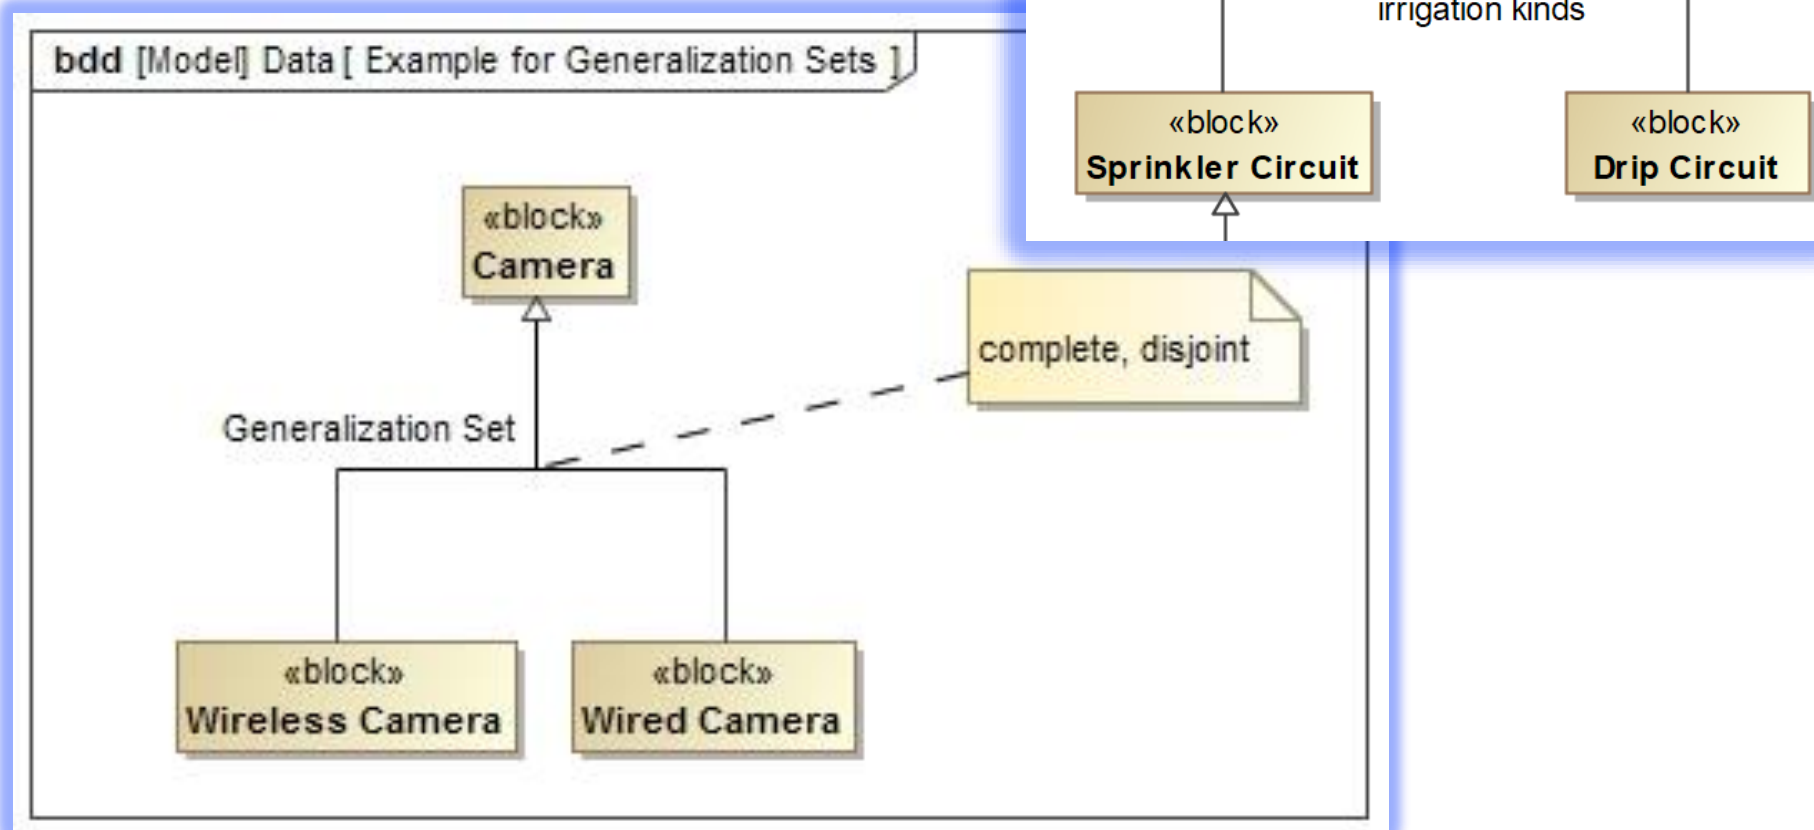 bdd [Model] Data [ Example for Generalization Sets ]
«block»
Camera
complete, disjoint
Generalization Set
«block»
Wireless Camera
«block»
Wired Camera
irrigation kinds
«block»
Sprinkler Circuit
«block»
Drip Circuit